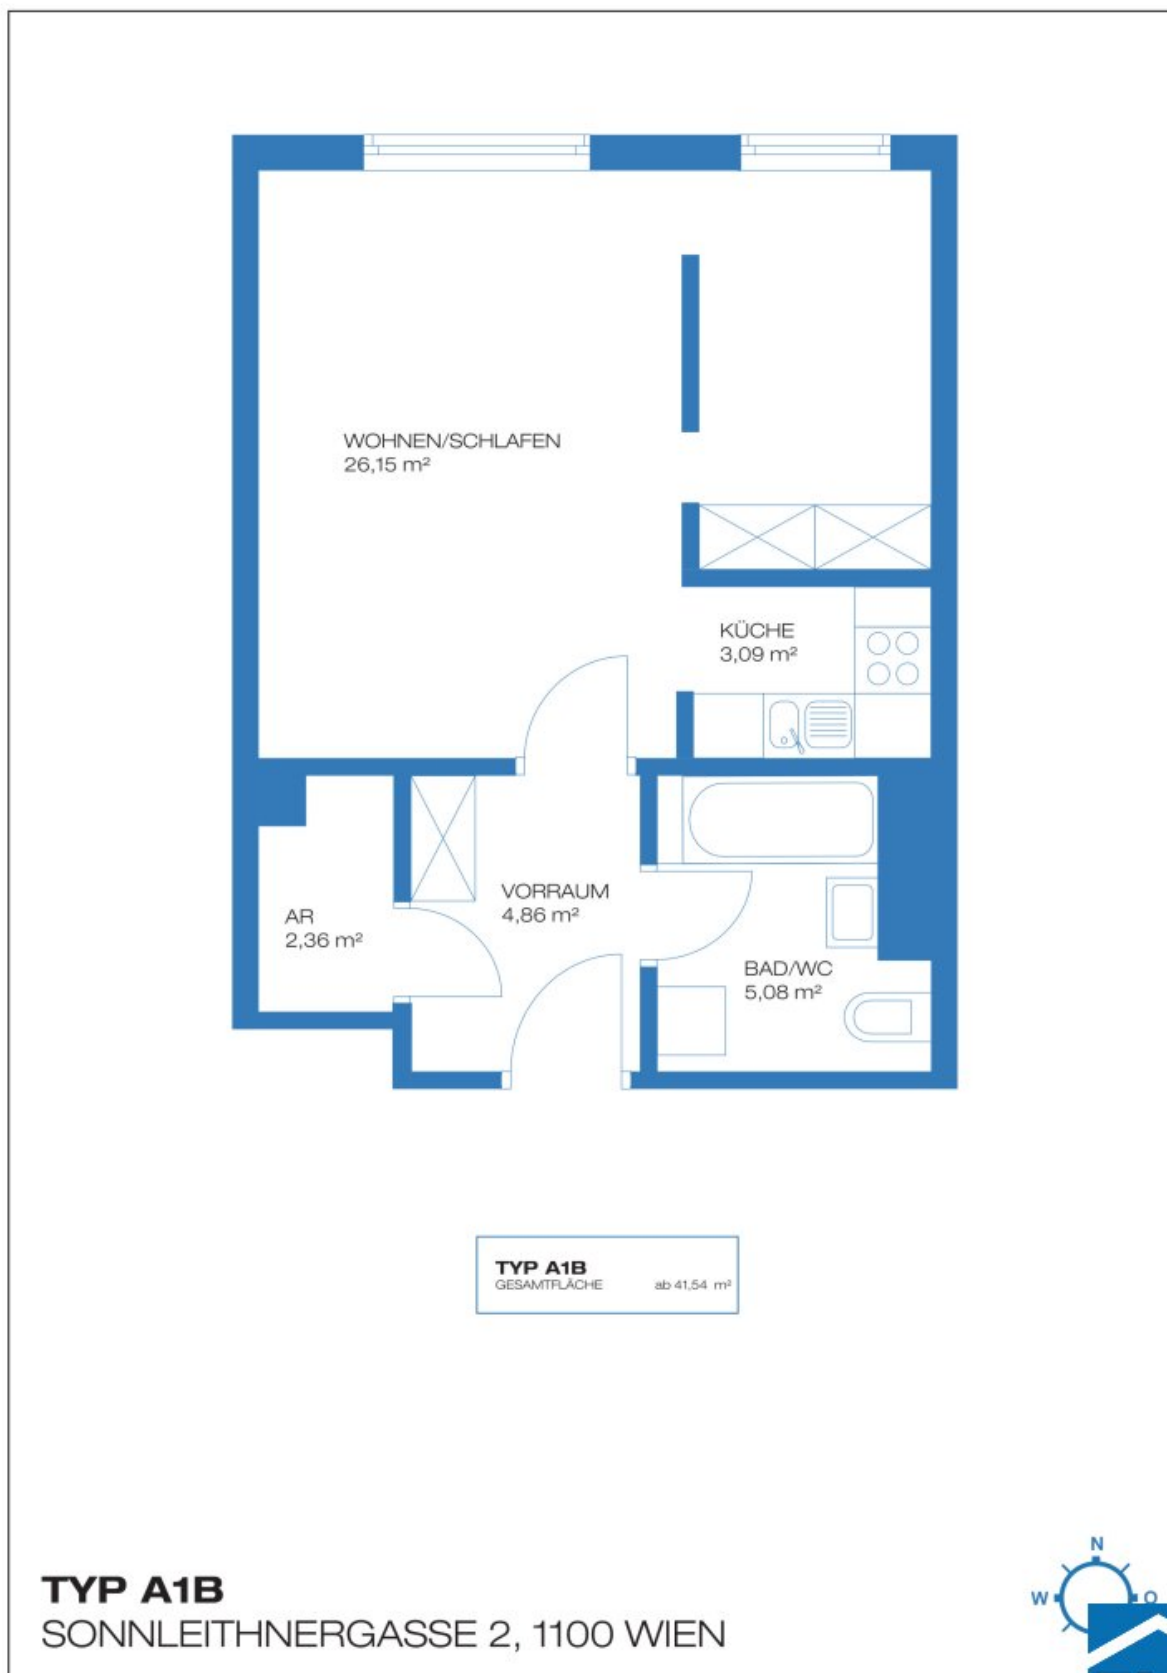 WOHNEN/SCHLAFEN
26,15 m²
KÜCHE
3,09 m²
VORRAUM
4,86 m²
AR
2,36 m²
BAD/WC
5,08 m²
TYP A1B
GESAMTFLÄCHE ab 41,54 m²
N
W O
TYP A1B
SONNLEITHNERGASSE 2, 1100 WIEN